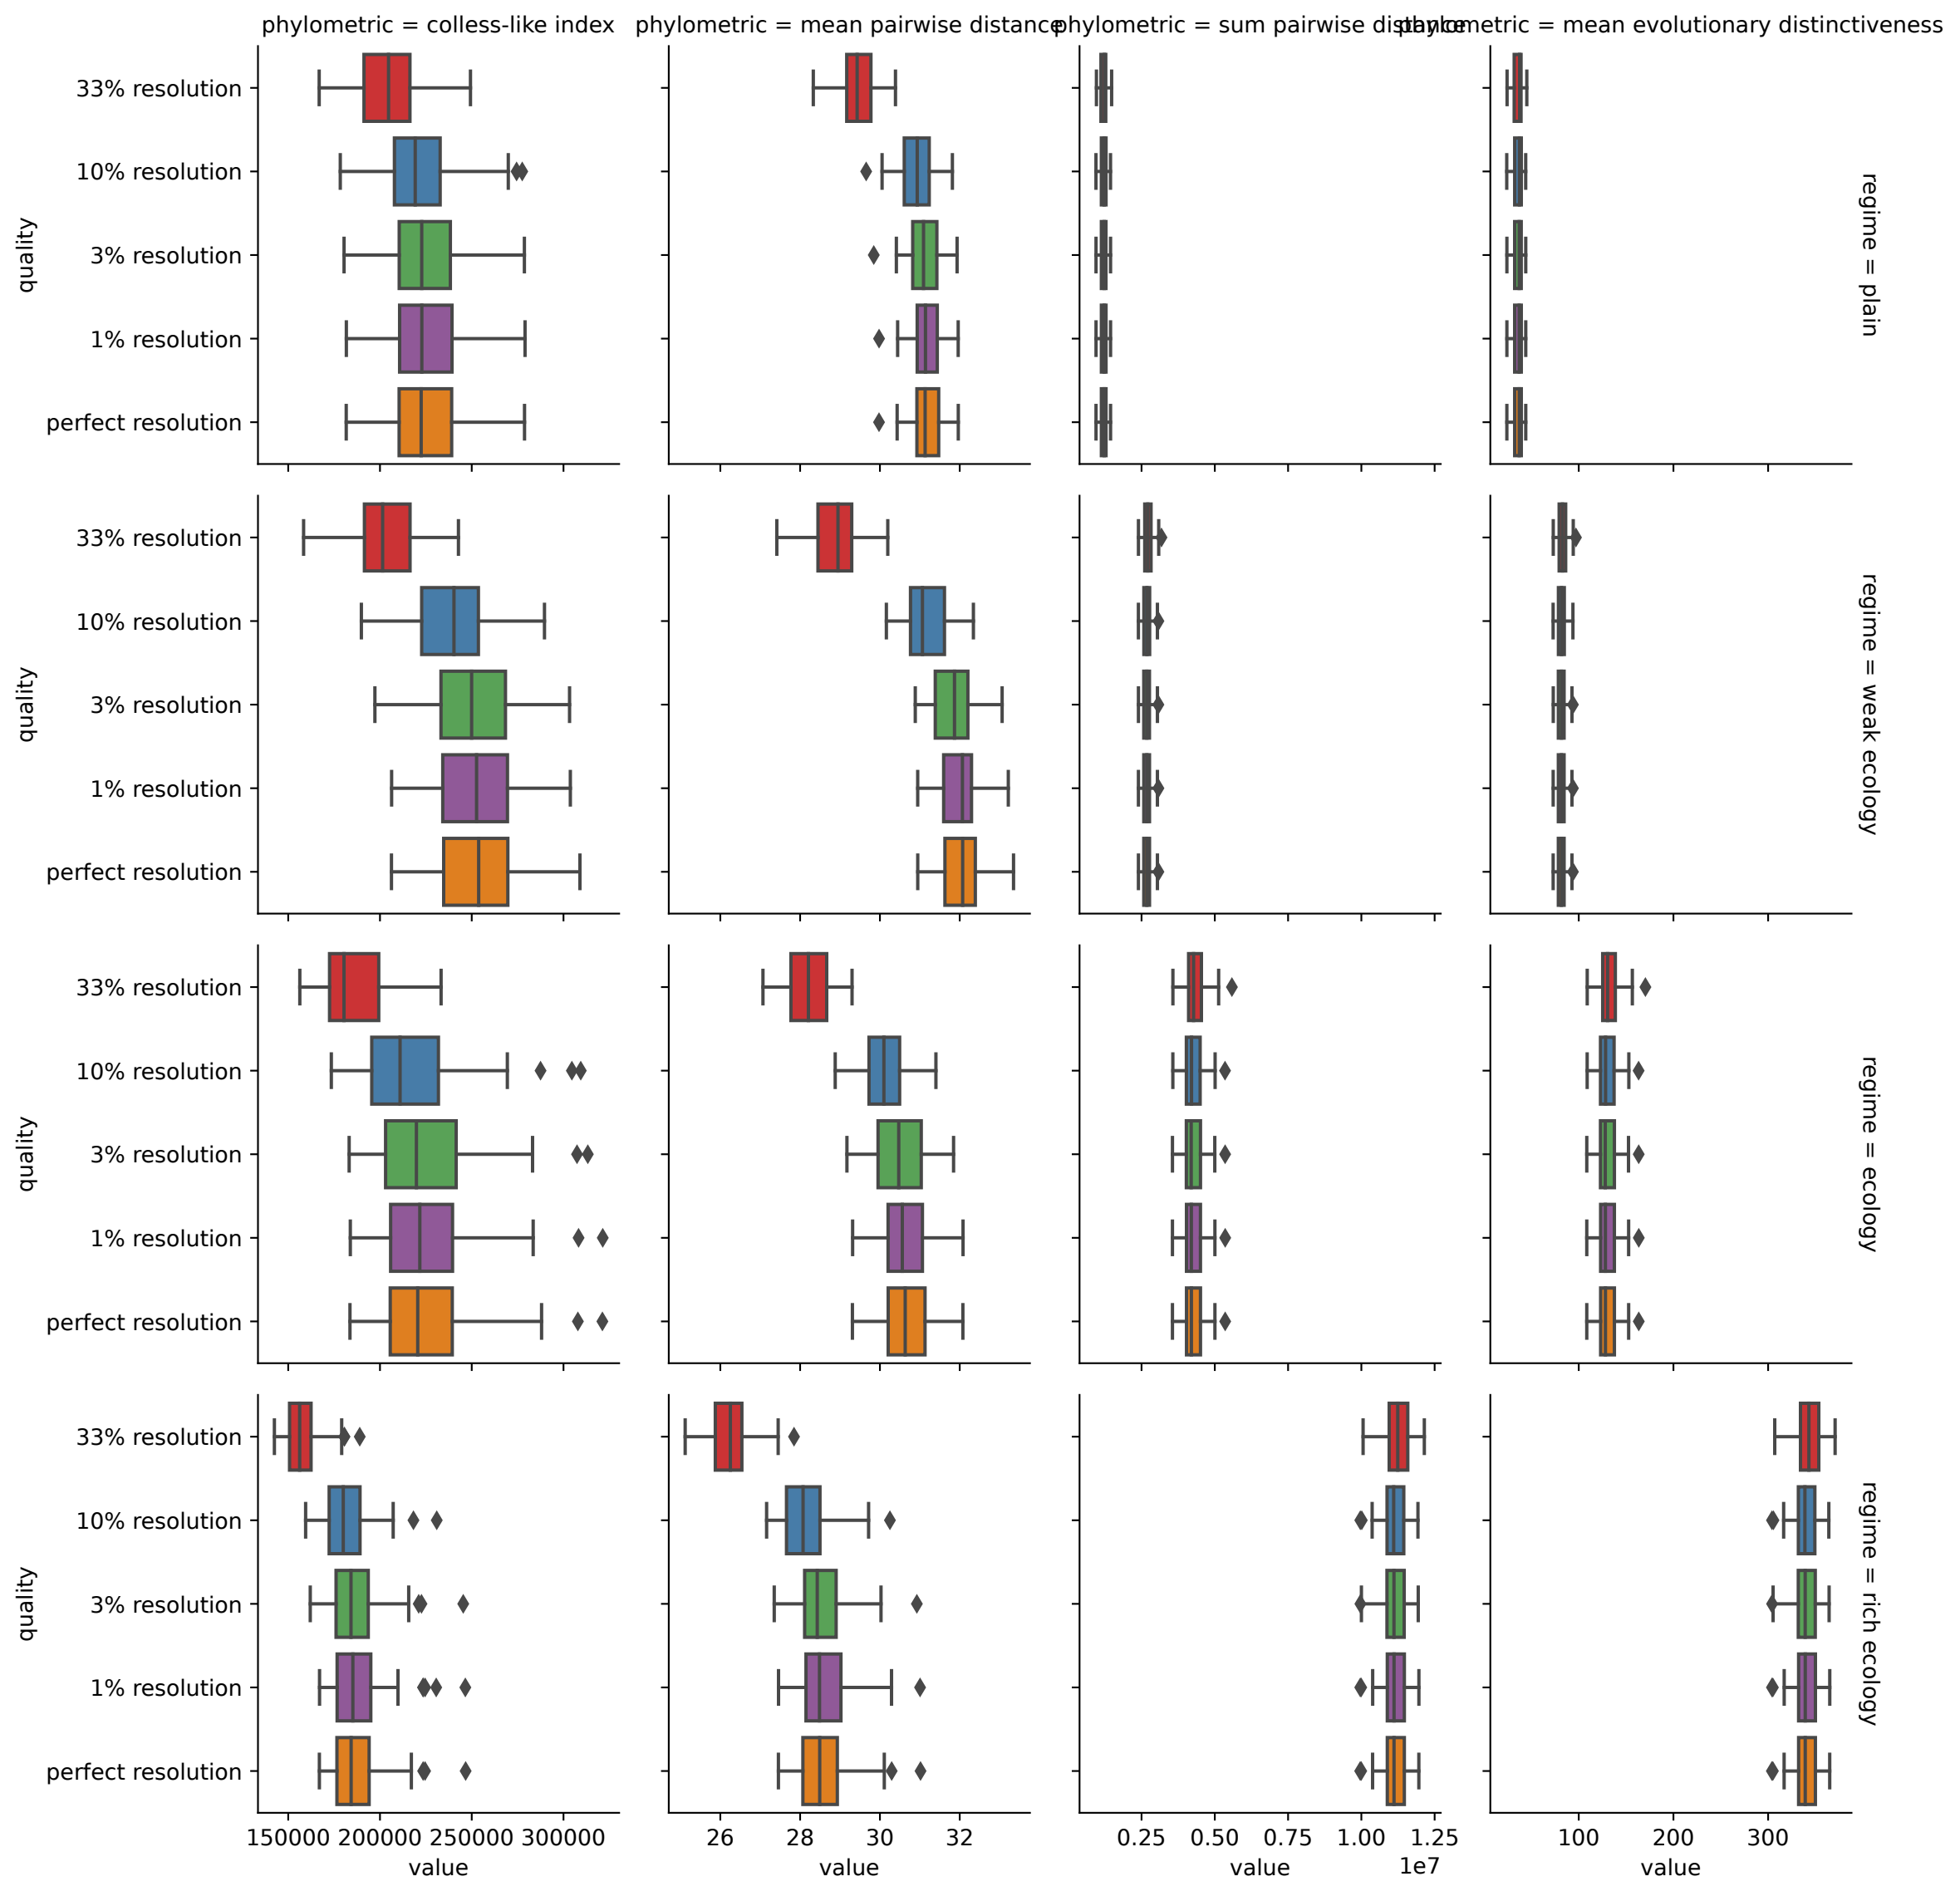 phylometric = colless-like index
phylometric = mean pairwise distance
phylometric = sum pairwise distance
phylometric = mean evolutionary distinctiveness
33% resolution
10% resolution
3% resolution
1% resolution
perfect resolution
quality
regime = plain
33% resolution
10% resolution
3% resolution
1% resolution
perfect resolution
quality
regime = weak ecology
33% resolution
10% resolution
3% resolution
1% resolution
perfect resolution
quality
regime = ecology
33% resolution
10% resolution
3% resolution
1% resolution
perfect resolution
quality
regime = rich ecology
150000 200000 250000 300000
value
26 28 30 32
value
0.25 0.50 0.75 1.00 1.25
1e7
value
100 200 300
value